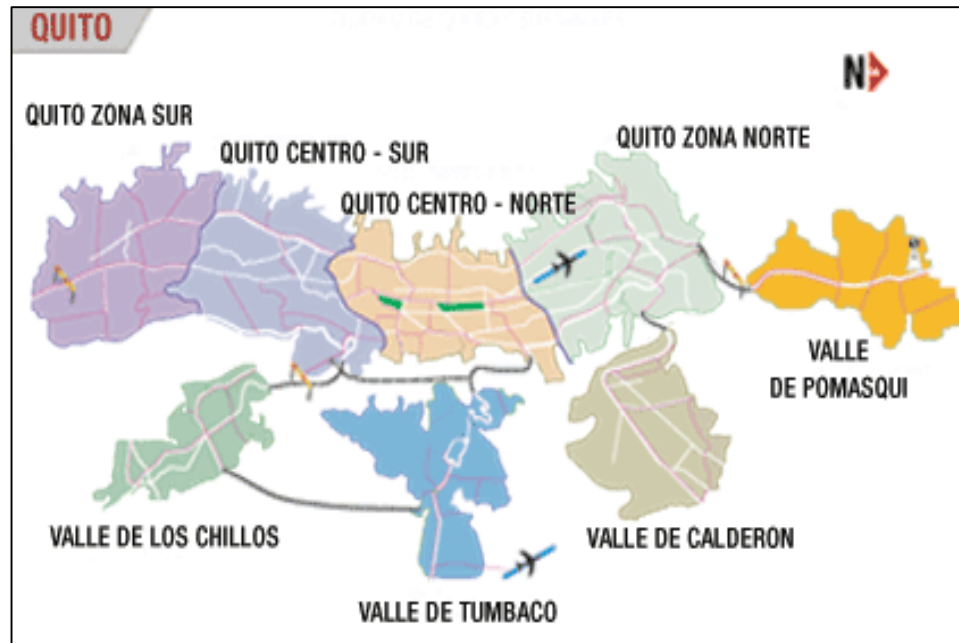 QUITO
N
QUITO ZONA SUR
QUITO ZONA NORTE
QUITO CENTRO - SUR
QUITO CENTRO - NORTE
VALLE
DE POMASQUI
VALLE DE LOS CHILLOS
VALLE DE CALDERON
VALLE DE TUMBACO